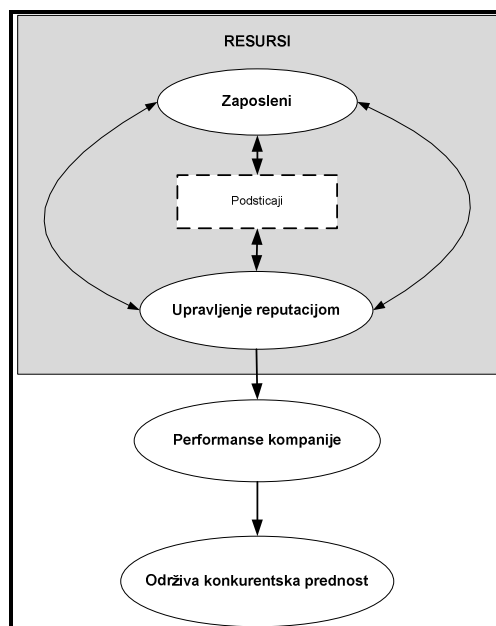 RESURSI
Zaposleni
Podsticaji
Upravljenje reputacijom
Performanse kompanije
Održiva konkurentska prednost